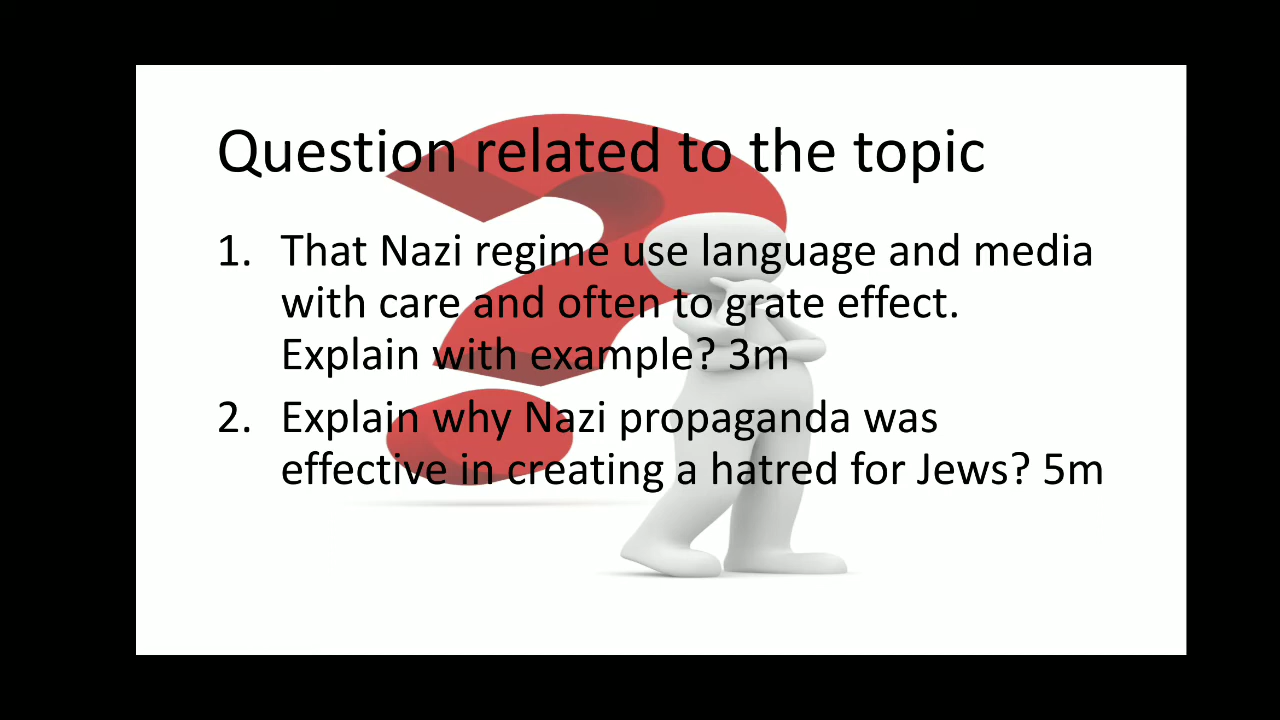 Question related to the topic
1. That Nazi regime use language and media
with care and often to grate effect.
Explain with example? 3m
2. Explain why Nazi propaganda was
effective in creating a hatred for Jews? 5m